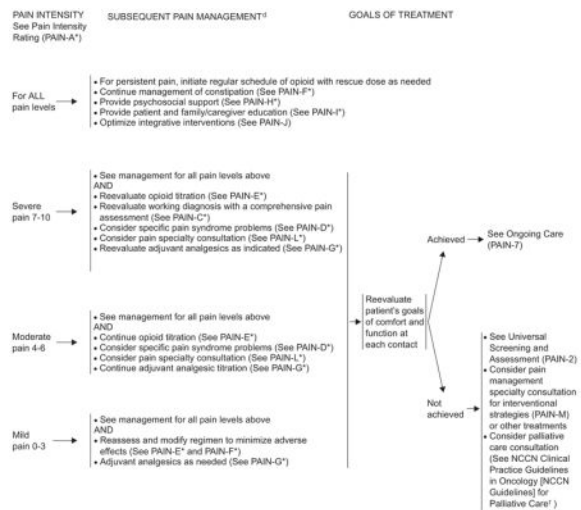 PAIN INTENSITY
See Pain Intensity
Rating (PAIN-A*)
SUBSEQUENT PAIN MANAGEMENTᵈ
GOALS OF TREATMENT
For ALL
pain levels
• For persistent pain, initiate regular schedule of opioid with rescue dose as needed
• Continue management of constipation (See PAIN-F*)
• Provide psychosocial support (See PAIN-H*)
• Provide patient and family/caregiver education (See PAIN-I*)
• Optimize integrative interventions (See PAIN-J)
Severe
pain 7-10
• See management for all pain levels above
AND
• Reevaluate opioid titration (See PAIN-E*)
• Reevaluate working diagnosis with a comprehensive pain
assessment (See PAIN-C*)
• Consider specific pain syndrome problems (See PAIN-D*)
• Consider pain specialty consultation (See PAIN-L*)
• Reevaluate adjuvant analgesics as indicated (See PAIN-G*)
Moderate
pain 4-6
• See management for all pain levels above
AND
• Continue opioid titration (See PAIN-E*)
• Consider specific pain syndrome problems (See PAIN-D*)
• Consider pain specialty consultation (See PAIN-L*)
• Continue adjuvant analgesic titration (See PAIN-G*)
Mild
pain 0-3
• See management for all pain levels above
AND
• Reassess and modify regimen to minimize adverse
effects (See PAIN-E* and PAIN-F*)
• Adjuvant analgesics as needed (See PAIN-G*)
Reevaluate
patient's goals
of comfort and
function at
each contact
Achieved
See Ongoing Care
(PAIN-7)
Not
achieved
• See Universal
Screening and
Assessment (PAIN-2)
• Consider pain
management
specialty consultation
for interventional
strategies (PAIN-M)
or other treatments
• Consider palliative
care consultation
(See NCCN Clinical
Practice Guidelines
in Oncology [NCCN
Guidelines] for
Palliative Care† )